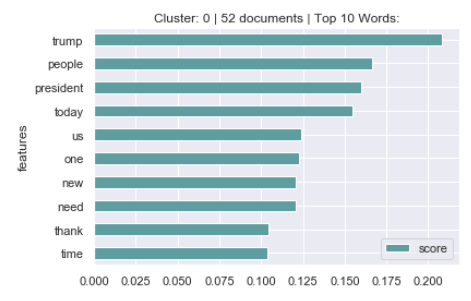 Cluster: 0 | 52 documents | Top 10 Words:
features
trump
people
president
today
us
one
new
need
thank
time
score
0.000 0.025 0.050 0.075 0.100 0.125 0.150 0.175 0.200